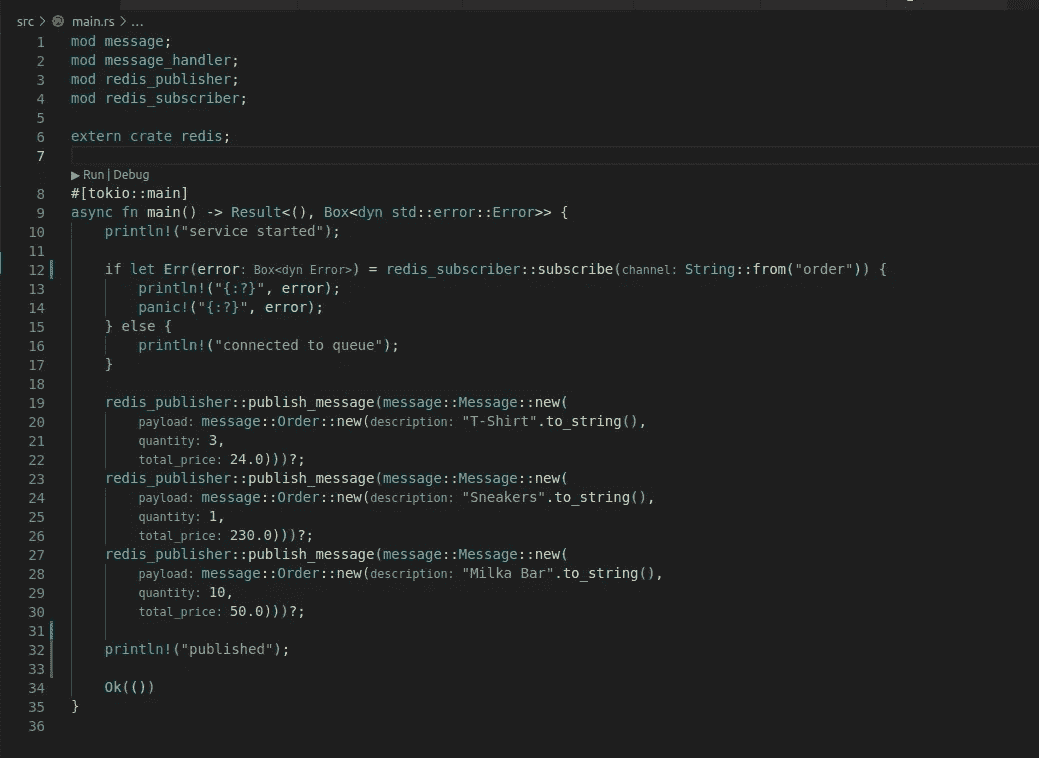 src > main.rs > ...
1 mod message;
2 mod message_handler;
3 mod redis_publisher;
4 mod redis_subscriber;
5
6 extern crate redis;
7
▶ Run | Debug
8 #[tokio::main]
9 async fn main() -> Result<(), Box<dyn std::error::Error>> {
10     println!("service started");
11
12     if let Err(error: Box<dyn Error>) = redis_subscriber::subscribe(channel: String::from("order")) {
13         println!("{:?}", error);
14         panic!("{:?}", error);
15     } else {
16         println!("connected to queue");
17     }
18
19     redis_publisher::publish_message(message::Message::new(
20         payload: message::Order::new(description: "T-Shirt".to_string(),
21         quantity: 3,
22         total_price: 24.0)))?;
23     redis_publisher::publish_message(message::Message::new(
24         payload: message::Order::new(description: "Sneakers".to_string(),
25         quantity: 1,
26         total_price: 230.0)))?;
27     redis_publisher::publish_message(message::Message::new(
28         payload: message::Order::new(description: "Milka Bar".to_string(),
29         quantity: 10,
30         total_price: 50.0)))?;
31
32     println!("published");
33
34     Ok(())
35 }
36